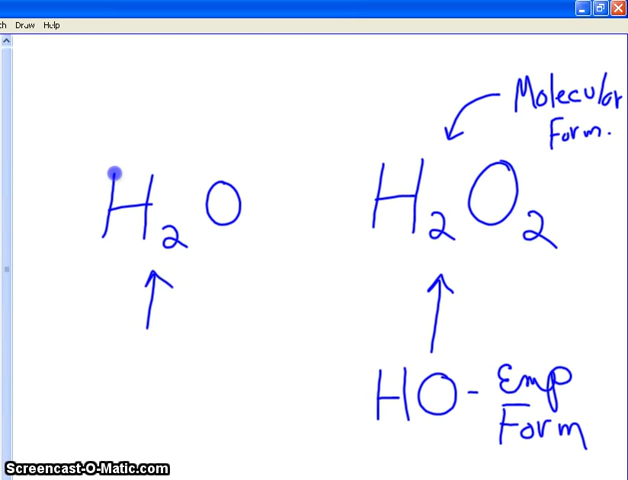 Draw Help
Molecular
Form.
H2O
H2O2
HO - Emp
Form
Screencast-O-Matic.com